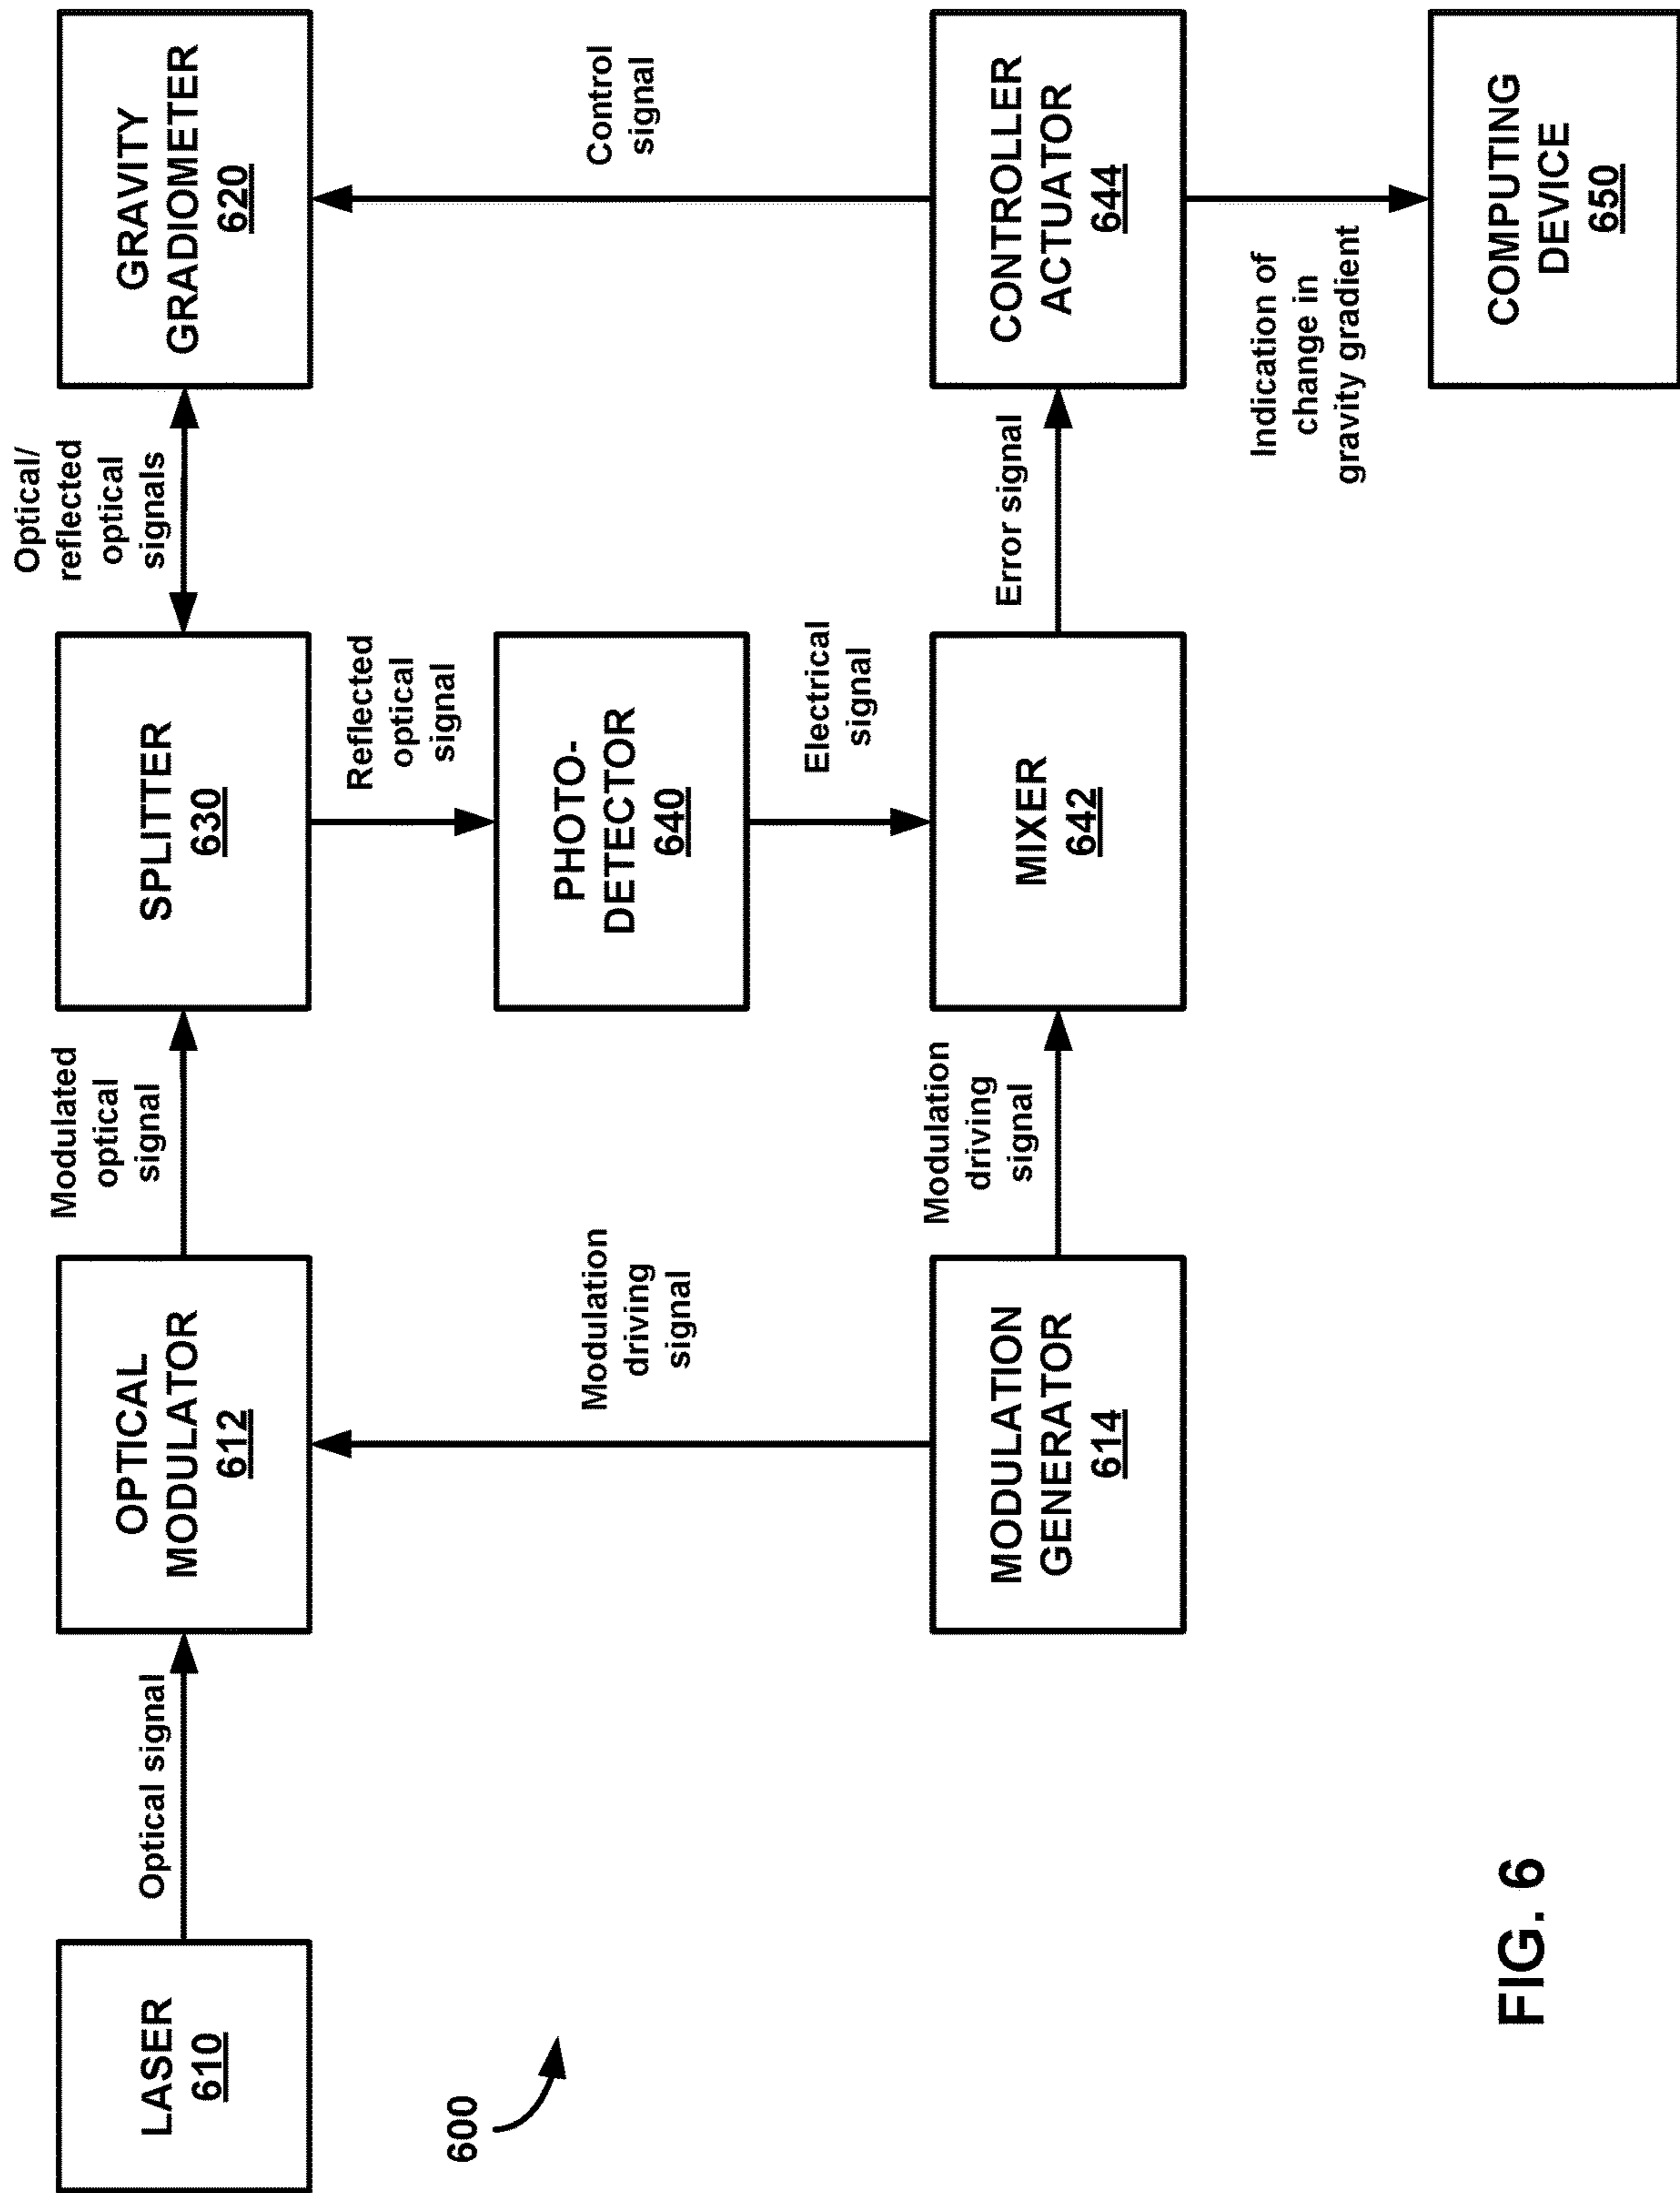 LASER
610
Optical signal
OPTICAL
MODULATOR
612
Modulated
optical
signal
SPLITTER
630
Optical/
reflected
optical
signals
GRAVITY
GRADIOMETER
620
600
Modulation
driving
signal
Reflected
optical
signal
PHOTO-
DETECTOR
640
Electrical
signal
Control
signal
MODULATION
GENERATOR
614
Modulation
driving
signal
MIXER
642
Error signal
CONTROLLER
ACTUATOR
644
Indication of
change in
gravity gradient
COMPUTING
DEVICE
650
FIG. 6